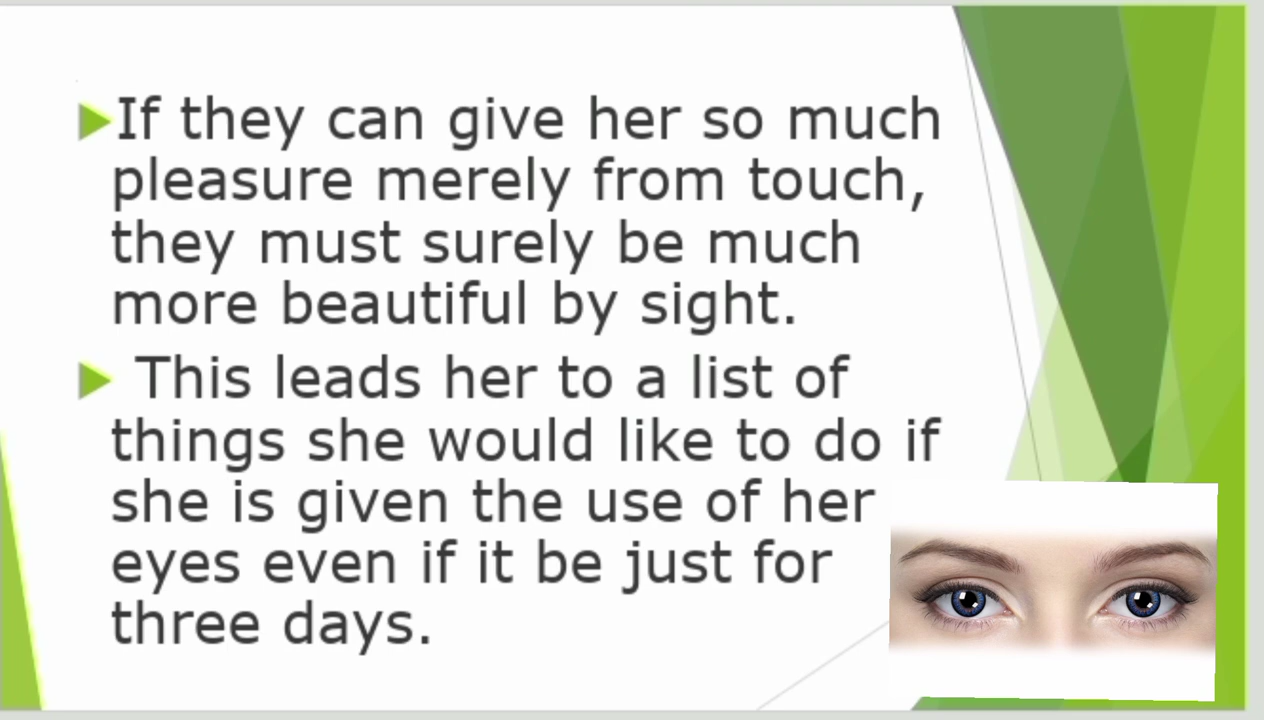 If they can give her so much
pleasure merely from touch,
they must surely be much
more beautiful by sight.
This leads her to a list of
things she would like to do if
she is given the use of her
eyes even if it be just for
three days.